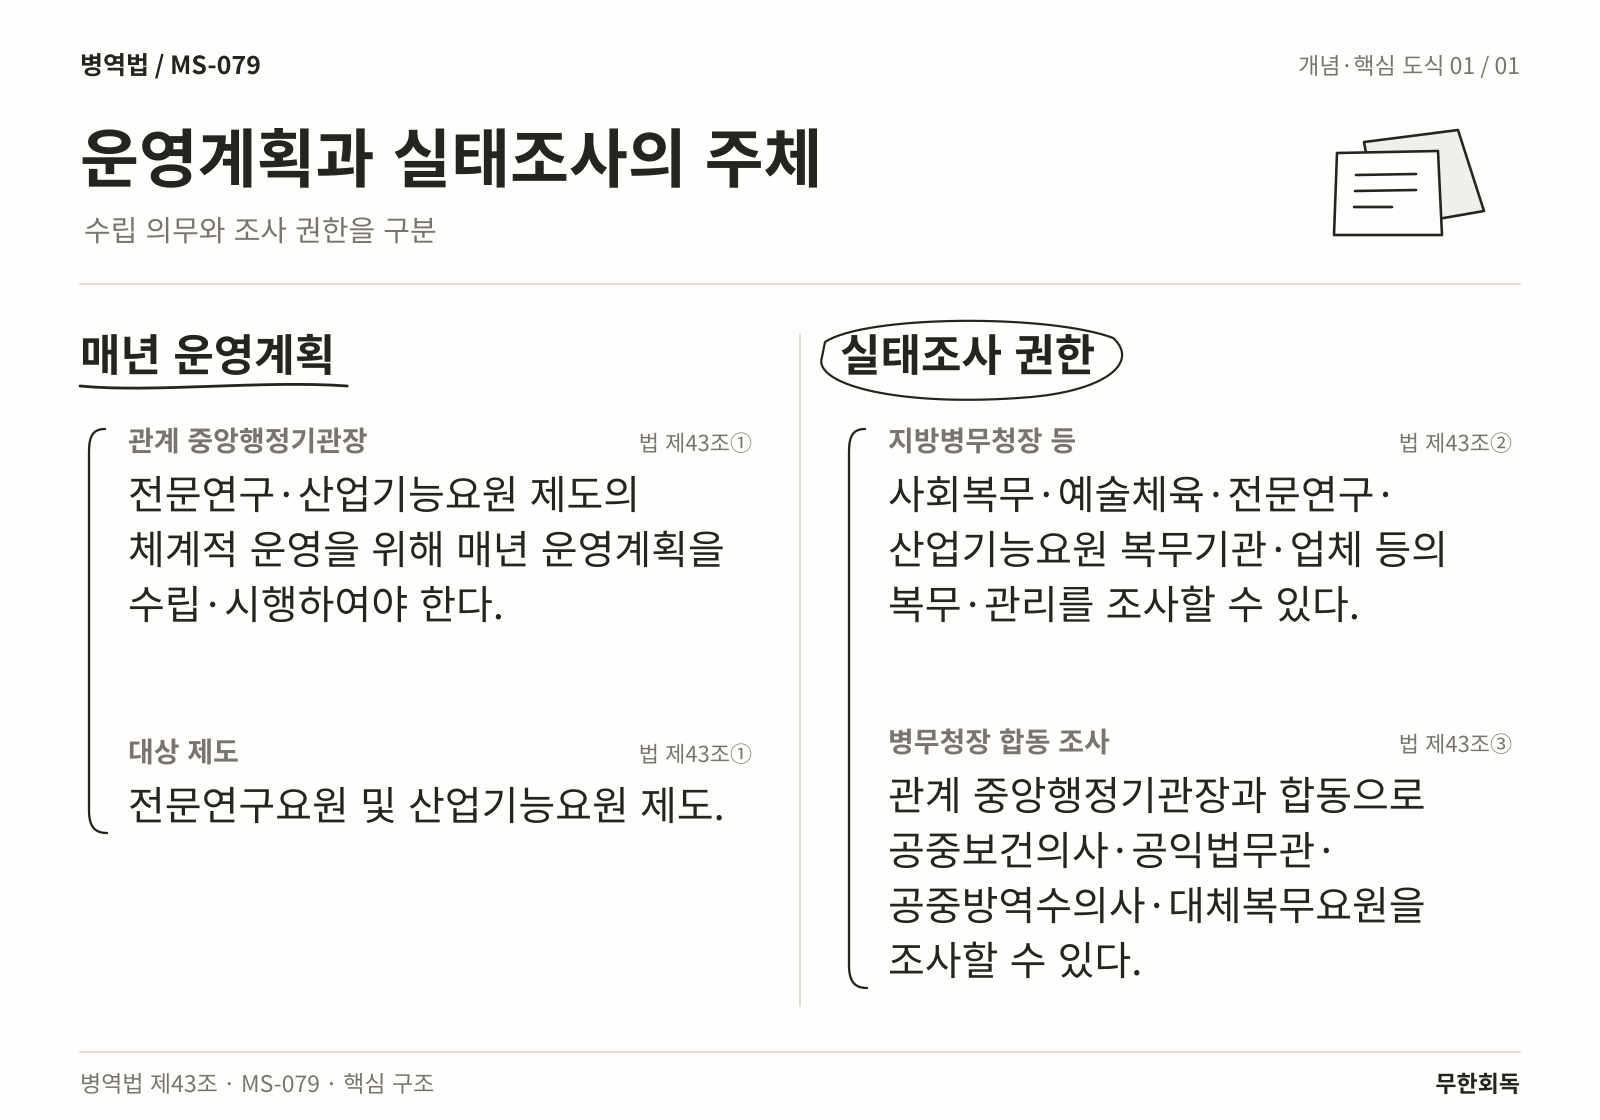 병역법 / MS-079
개념·핵심 도식 01 / 01
운영계획과 실태조사의 주체
수립 의무와 조사 권한을 구분
매년 운영계획
관계 중앙행정기관장
법 제43조①
전문연구·산업기능요원 제도의
체계적 운영을 위해 매년 운영계획을
수립·시행하여야 한다.
대상 제도
법 제43조①
전문연구요원 및 산업기능요원 제도.
실태조사 권한
지방병무청장 등
법 제43조②
사회복무·예술체육·전문연구·
산업기능요원 복무기관·업체 등의
복무·관리를 조사할 수 있다.
병무청장 합동 조사
법 제43조③
관계 중앙행정기관장과 합동으로
공중보건의사·공익법무관·
공중방역수의사·대체복무요원을
조사할 수 있다.
병역법 제43조 · MS-079 · 핵심 구조
무한회독